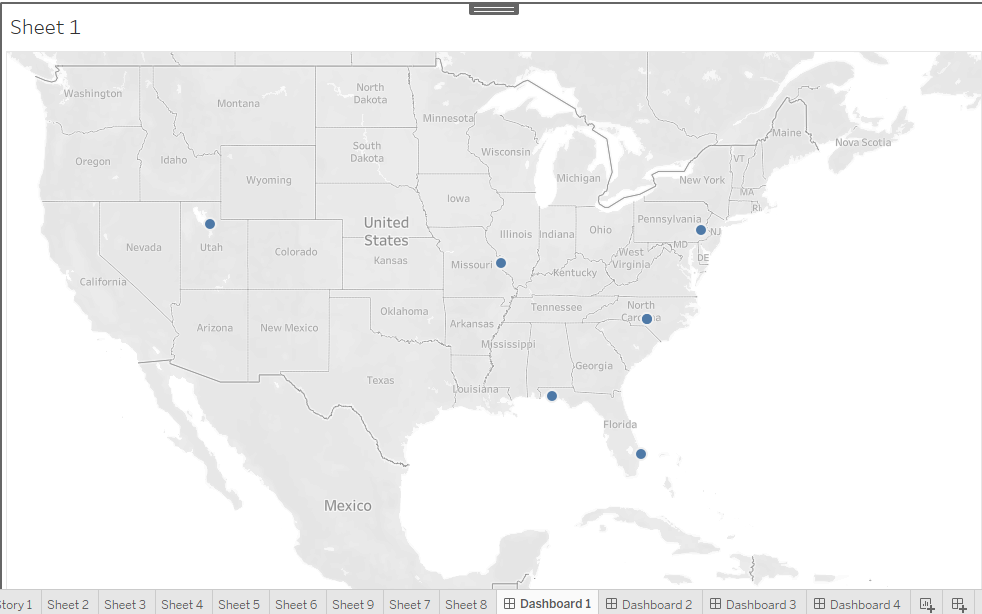 Sheet 1
Washington
Montana
North
Dakota
Minnesota
Maine
Nova Scotia
Oregon
Idaho
South
Dakota
Wisconsin
VT
Wyoming
Michigan
New York
MA
Iowa
RI
Nevada
Utah
United
States
Illinois
Indiana
Ohio
Pennsylvania
NJ
MD
Colorado
Kansas
Missouri
West
Virginia
DE
California
Kentucky
Arizona
New Mexico
Oklahoma
Arkansas
Tennessee
North
Mississippi
Texas
Louisiana
Georgia
Florida
Mexico
tory 1 Sheet 2 Sheet 3 Sheet 4 Sheet 5 Sheet 6 Sheet 9 Sheet 7 Sheet 8 Dashboard 1 Dashboard 2 Dashboard 3 Dashboard 4